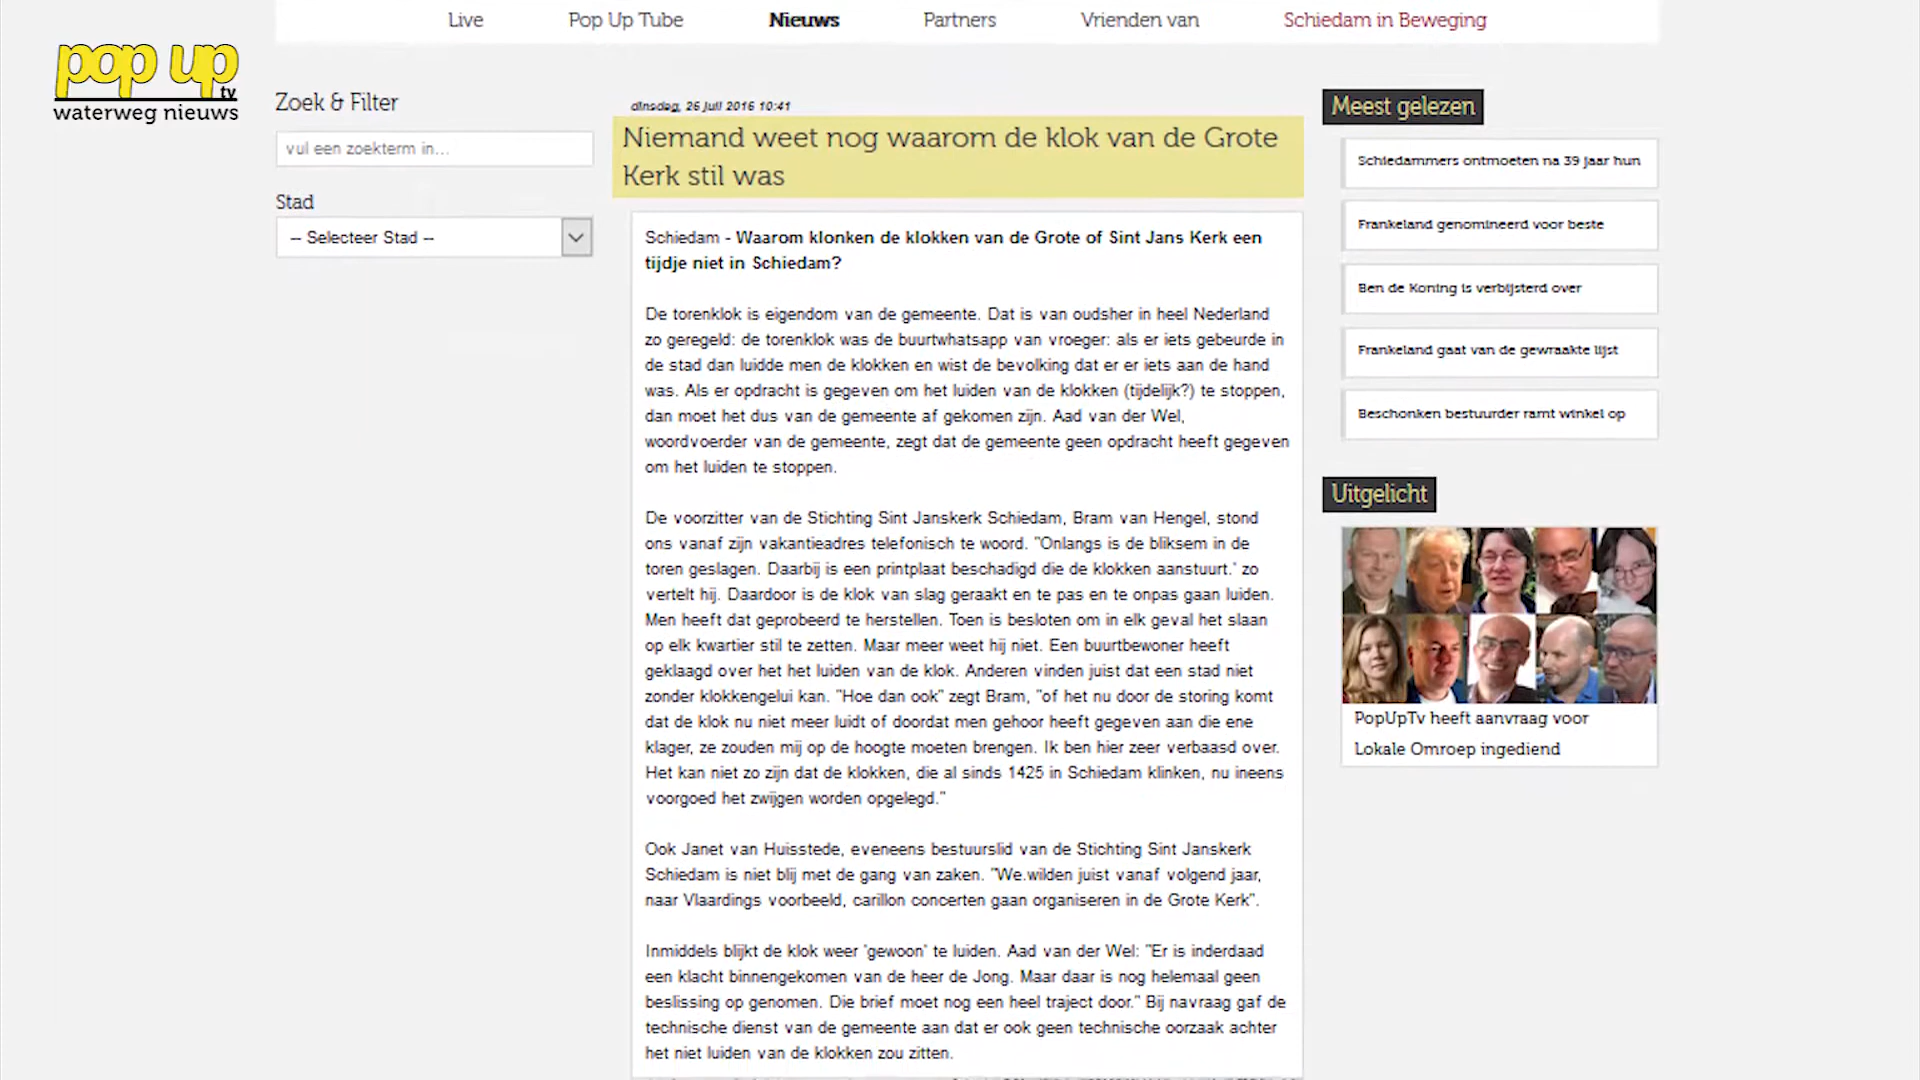 Live Pop Up Tube Nieuws Partners Vrienden van Schiedam in Beweging
pop up
tv
waterweg nieuws
Zoek & Filter
vul een zoekterm in...
Stad
-- Selecteer Stad --
dinsdag, 26 juli 2016 10:41
Niemand weet nog waarom de klok van de Grote
Kerk stil was
Schiedam - Waarom klonken de klokken van de Grote of Sint Jans Kerk een
tijdje niet in Schiedam?
De torenklok is eigendom van de gemeente. Dat is van oudsher in heel Nederland
zo geregeld: de torenklok was de buurtwhatsapp van vroeger: als er iets gebeurde in
de stad dan luidde men de klokken en wist de bevolking dat er er iets aan de hand
was. Als er opdracht is gegeven om het luiden van de klokken (tijdelijk?) te stoppen,
dan moet het dus van de gemeente af gekomen zijn. Aad van der Wel,
woordvoerder van de gemeente, zegt dat de gemeente geen opdracht heeft gegeven
om het luiden te stoppen.
De voorzitter van de Stichting Sint Janskerk Schiedam, Bram van Hengel, stond
ons vanaf zijn vakantieadres telefonisch te woord. "Onlangs is de bliksem in de
toren geslagen. Daarbij is een printplaat beschadigd die de klokken aanstuurt.' zo
vertelt hij. Daardoor is de klok van slag geraakt en te pas en te onpas gaan luiden.
Men heeft dat geprobeerd te herstellen. Toen is besloten om in elk geval het slaan
op elk kwartier stil te zetten. Maar meer weet hij niet. Een buurtbewoner heeft
geklaagd over het het luiden van de klok. Anderen vinden juist dat een stad niet
zonder klokkengelui kan. "Hoe dan ook" zegt Bram, "of het nu door de storing komt
dat de klok nu niet meer luidt of doordat men gehoor heeft gegeven aan die ene
klager, ze zouden mij op de hoogte moeten brengen. Ik ben hier zeer verbaasd over.
Het kan niet zo zijn dat de klokken, die al sinds 1425 in Schiedam klinken, nu ineens
voorgoed het zwijgen worden opgelegd."
Ook Janet van Huisstede, eveneens bestuurslid van de Stichting Sint Janskerk
Schiedam is niet blij met de gang van zaken. "We.wilden juist vanaf volgend jaar,
naar Vlaardings voorbeeld, carillon concerten gaan organiseren in de Grote Kerk".
Inmiddels blijkt de klok weer 'gewoon' te luiden. Aad van der Wel: "Er is inderdaad
een klacht binnengekomen van de heer de Jong. Maar daar is nog helemaal geen
beslissing op genomen. Die brief moet nog een heel traject door." Bij navraag gaf de
technische dienst van de gemeente aan dat er ook geen technische oorzaak achter
het niet luiden van de klokken zou zitten.
Meest gelezen
Schiedammers ontmoeten na 39 jaar hun
Frankeland genomineerd voor beste
Ben de Koning is verbijsterd over
Frankeland gaat van de gewraakte lijst
Beschonken bestuurder ramt winkel op
Uitgelicht
PopUpTv heeft aanvraag voor
Lokale Omroep ingediend